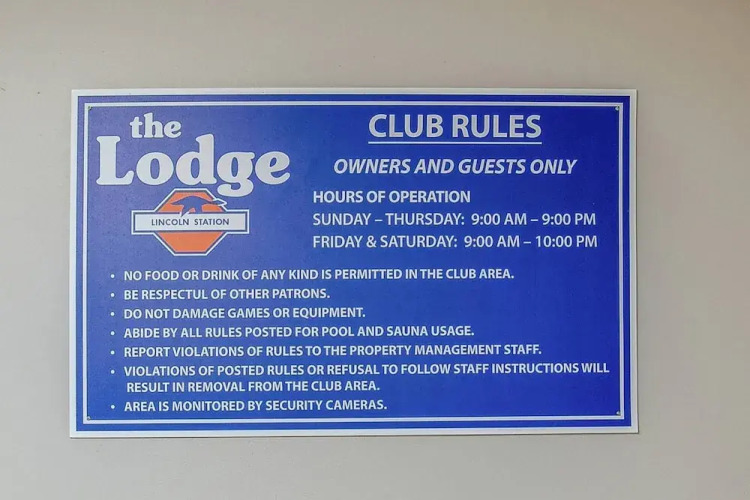 the
Lodge
LINCOLN STATION
CLUB RULES
OWNERS AND GUESTS ONLY
HOURS OF OPERATION
SUNDAY – THURSDAY: 9:00 AM – 9:00 PM
FRIDAY & SATURDAY: 9:00 AM – 10:00 PM
• NO FOOD OR DRINK OF ANY KIND IS PERMITTED IN THE CLUB AREA.
• BE RESPECTUL OF OTHER PATRONS.
• DO NOT DAMAGE GAMES OR EQUIPMENT.
• ABIDE BY ALL RULES POSTED FOR POOL AND SAUNA USAGE.
• REPORT VIOLATIONS OF RULES TO THE PROPERTY MANAGEMENT STAFF.
• VIOLATIONS OF POSTED RULES OR REFUSAL TO FOLLOW STAFF INSTRUCTIONS WILL
RESULT IN REMOVAL FROM THE CLUB AREA.
• AREA IS MONITORED BY SECURITY CAMERAS.